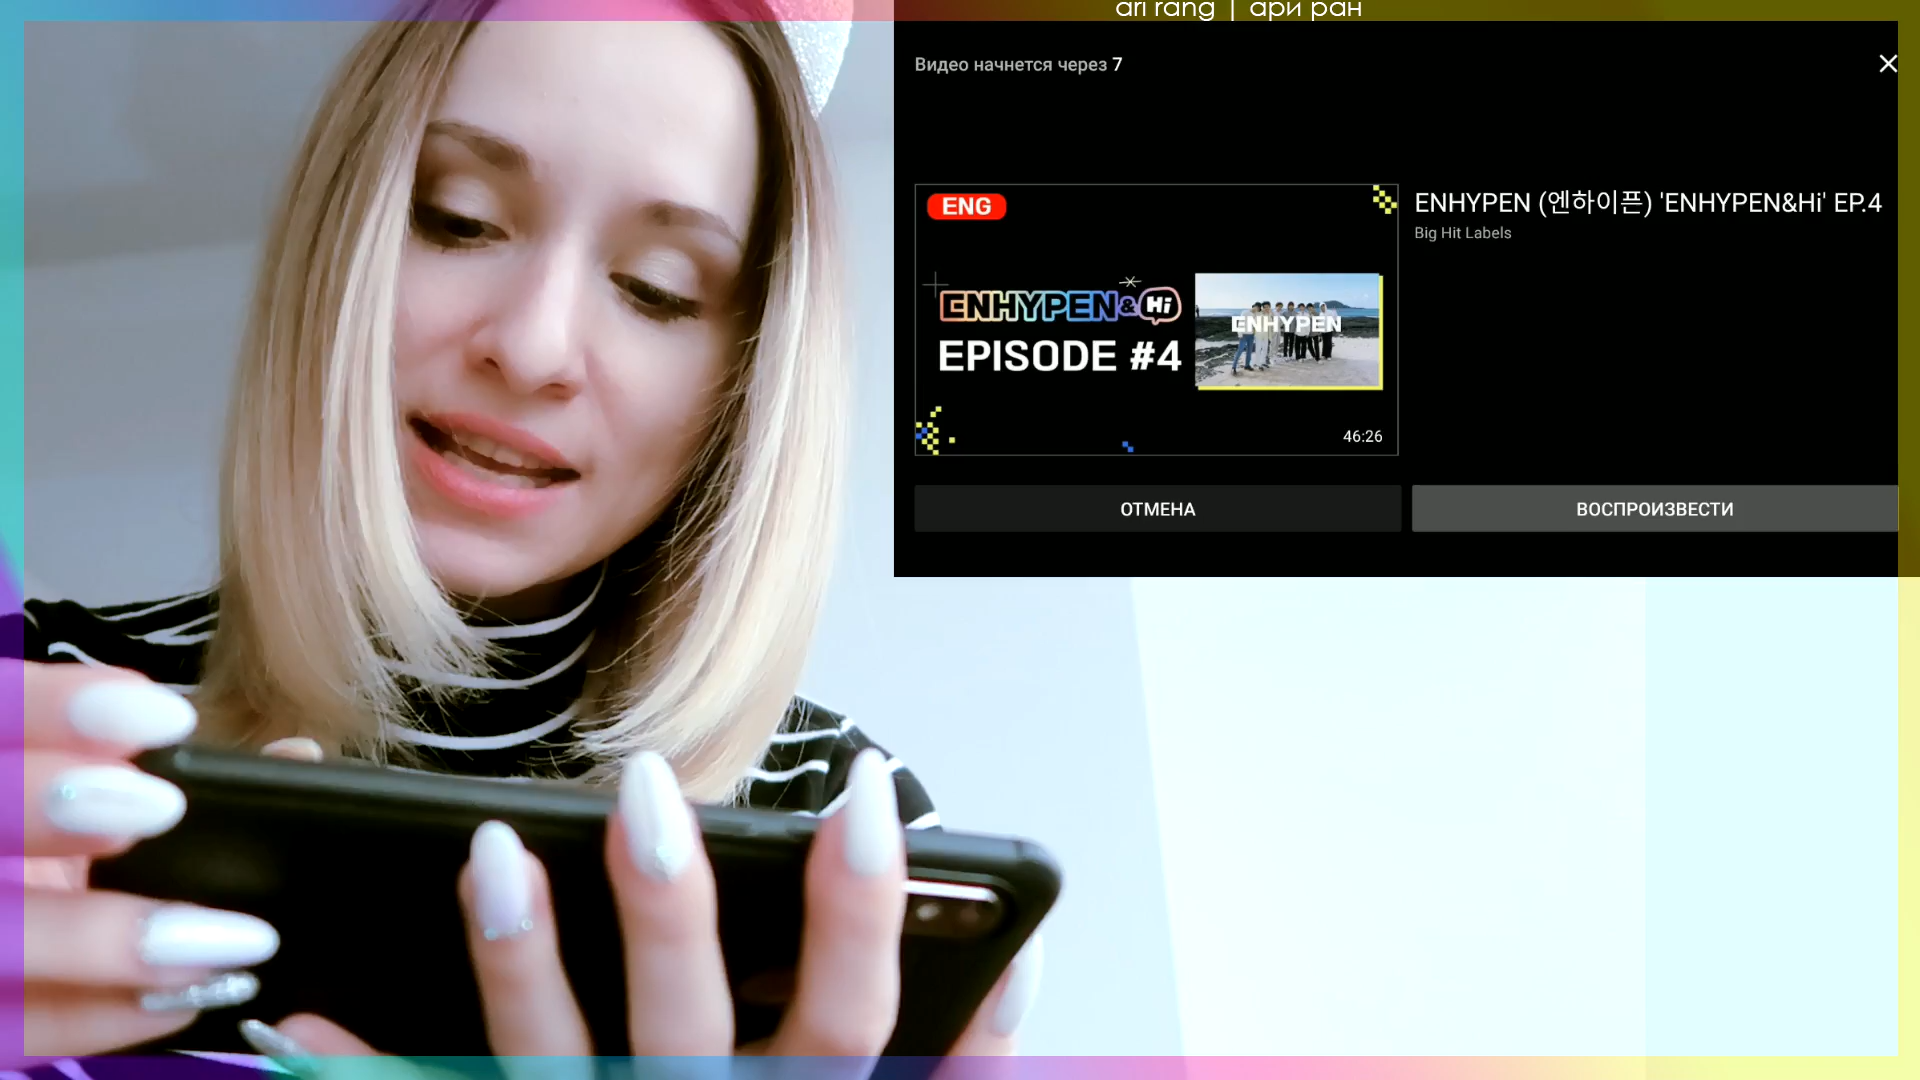 ari rang | ари ран
Видео начнется через 7
ENG
ENHYPEN&Hi
EPISODE #4
ENHYPEN
46:26
ENHYPEN (엔하이픈) 'ENHYPEN&Hi' EP.4
Big Hit Labels
ОТМЕНА
ВОСПРОИЗВЕСТИ